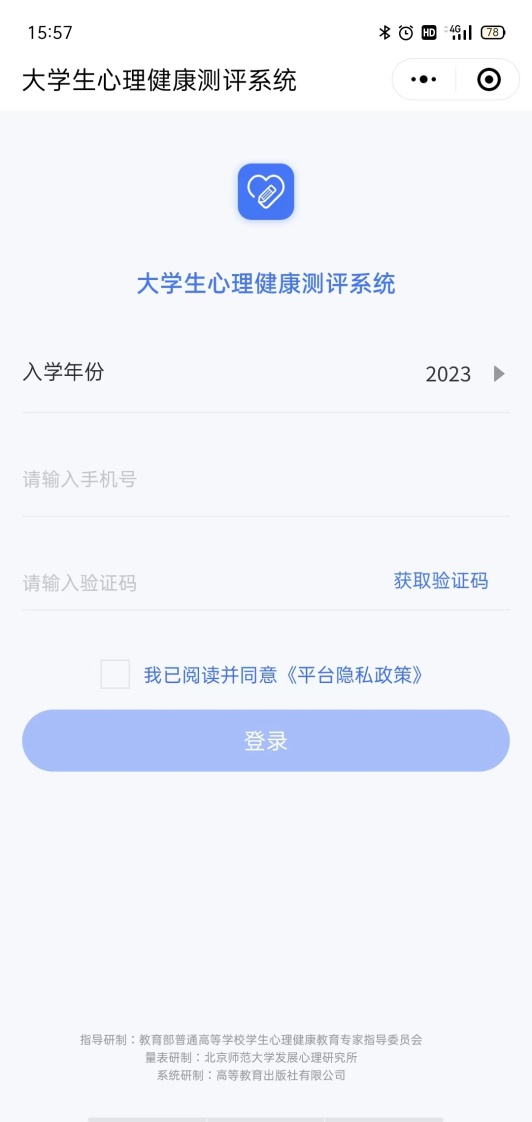 15:57
HD 4G 78
大学生心理健康测评系统
大学生心理健康测评系统
入学年份 2023
请输入手机号
请输入验证码 获取验证码
我已阅读并同意《平台隐私政策》
登录
指导研制：教育部普通高等学校学生心理健康教育专家指导委员会
量表研制：北京师范大学发展心理研究所
系统研制：高等教育出版社有限公司